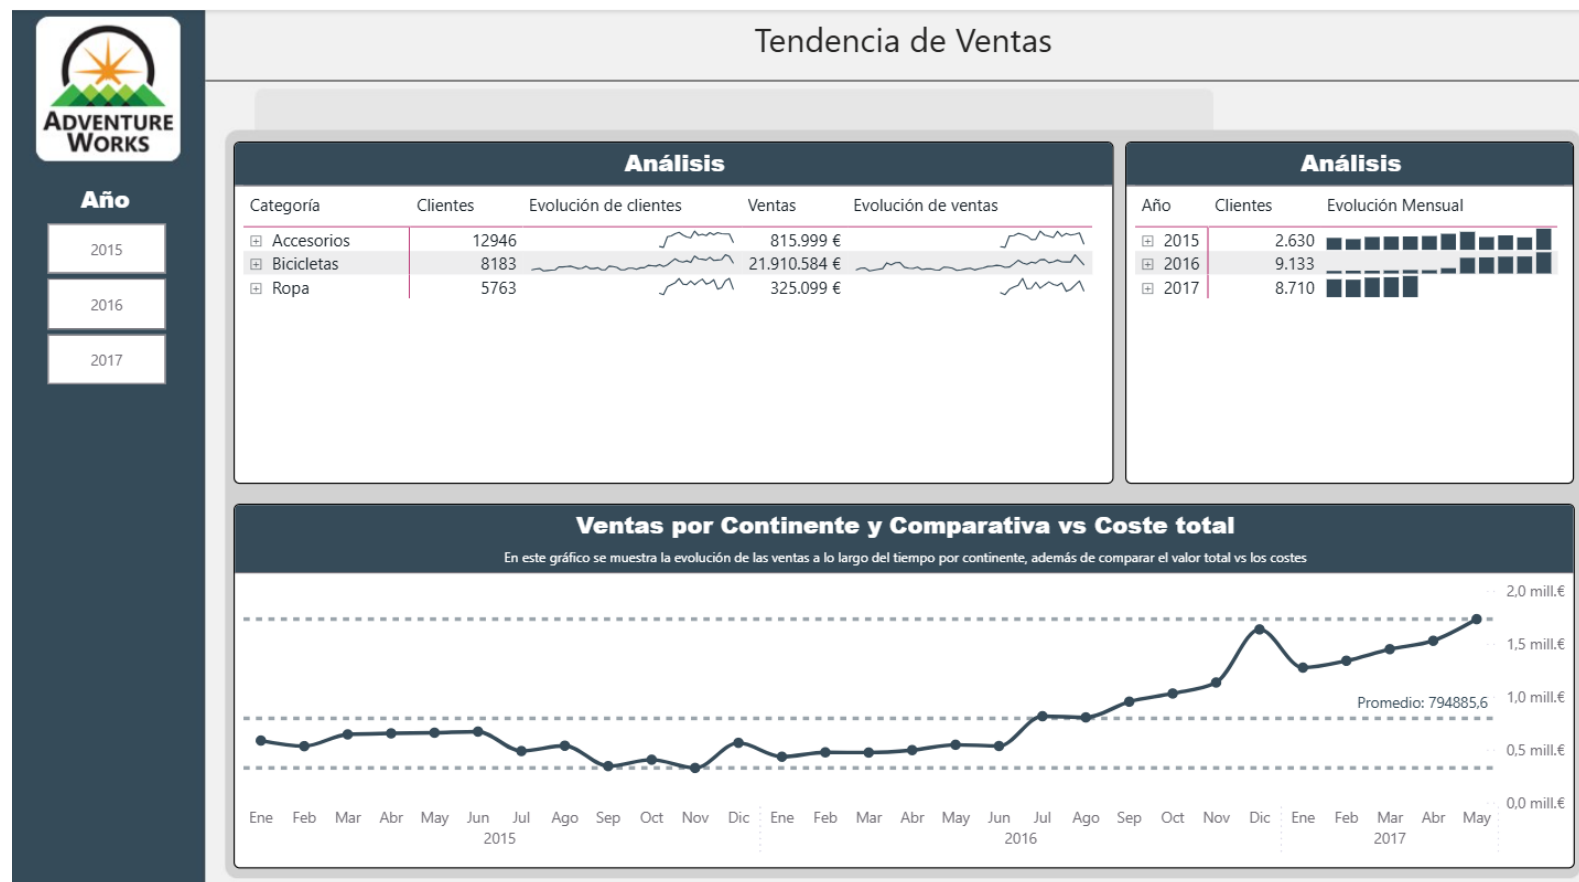 Tendencia de Ventas
ADVENTURE
WORKS
Año
2015
2016
2017
Análisis
Categoría Clientes Evolución de clientes Ventas Evolución de ventas
Accesorios 12946 815.999 €
Bicicletas 8183 21.910.584 €
Ropa 5763 325.099 €
Análisis
Año Clientes Evolución Mensual
2015 2.630
2016 9.133
2017 8.710
Ventas por Continente y Comparativa vs Coste total
En este gráfico se muestra la evolución de las ventas a lo largo del tiempo por continente, además de comparar el valor total vs los costes
2,0 mill.€
1,5 mill.€
1,0 mill.€
Promedio: 794885,6
0,5 mill.€
0,0 mill.€
Ene Feb Mar Abr May Jun Jul Ago Sep Oct Nov Dic Ene Feb Mar Abr May Jun Jul Ago Sep Oct Nov Dic Ene Feb Mar Abr May
2015 2016 2017